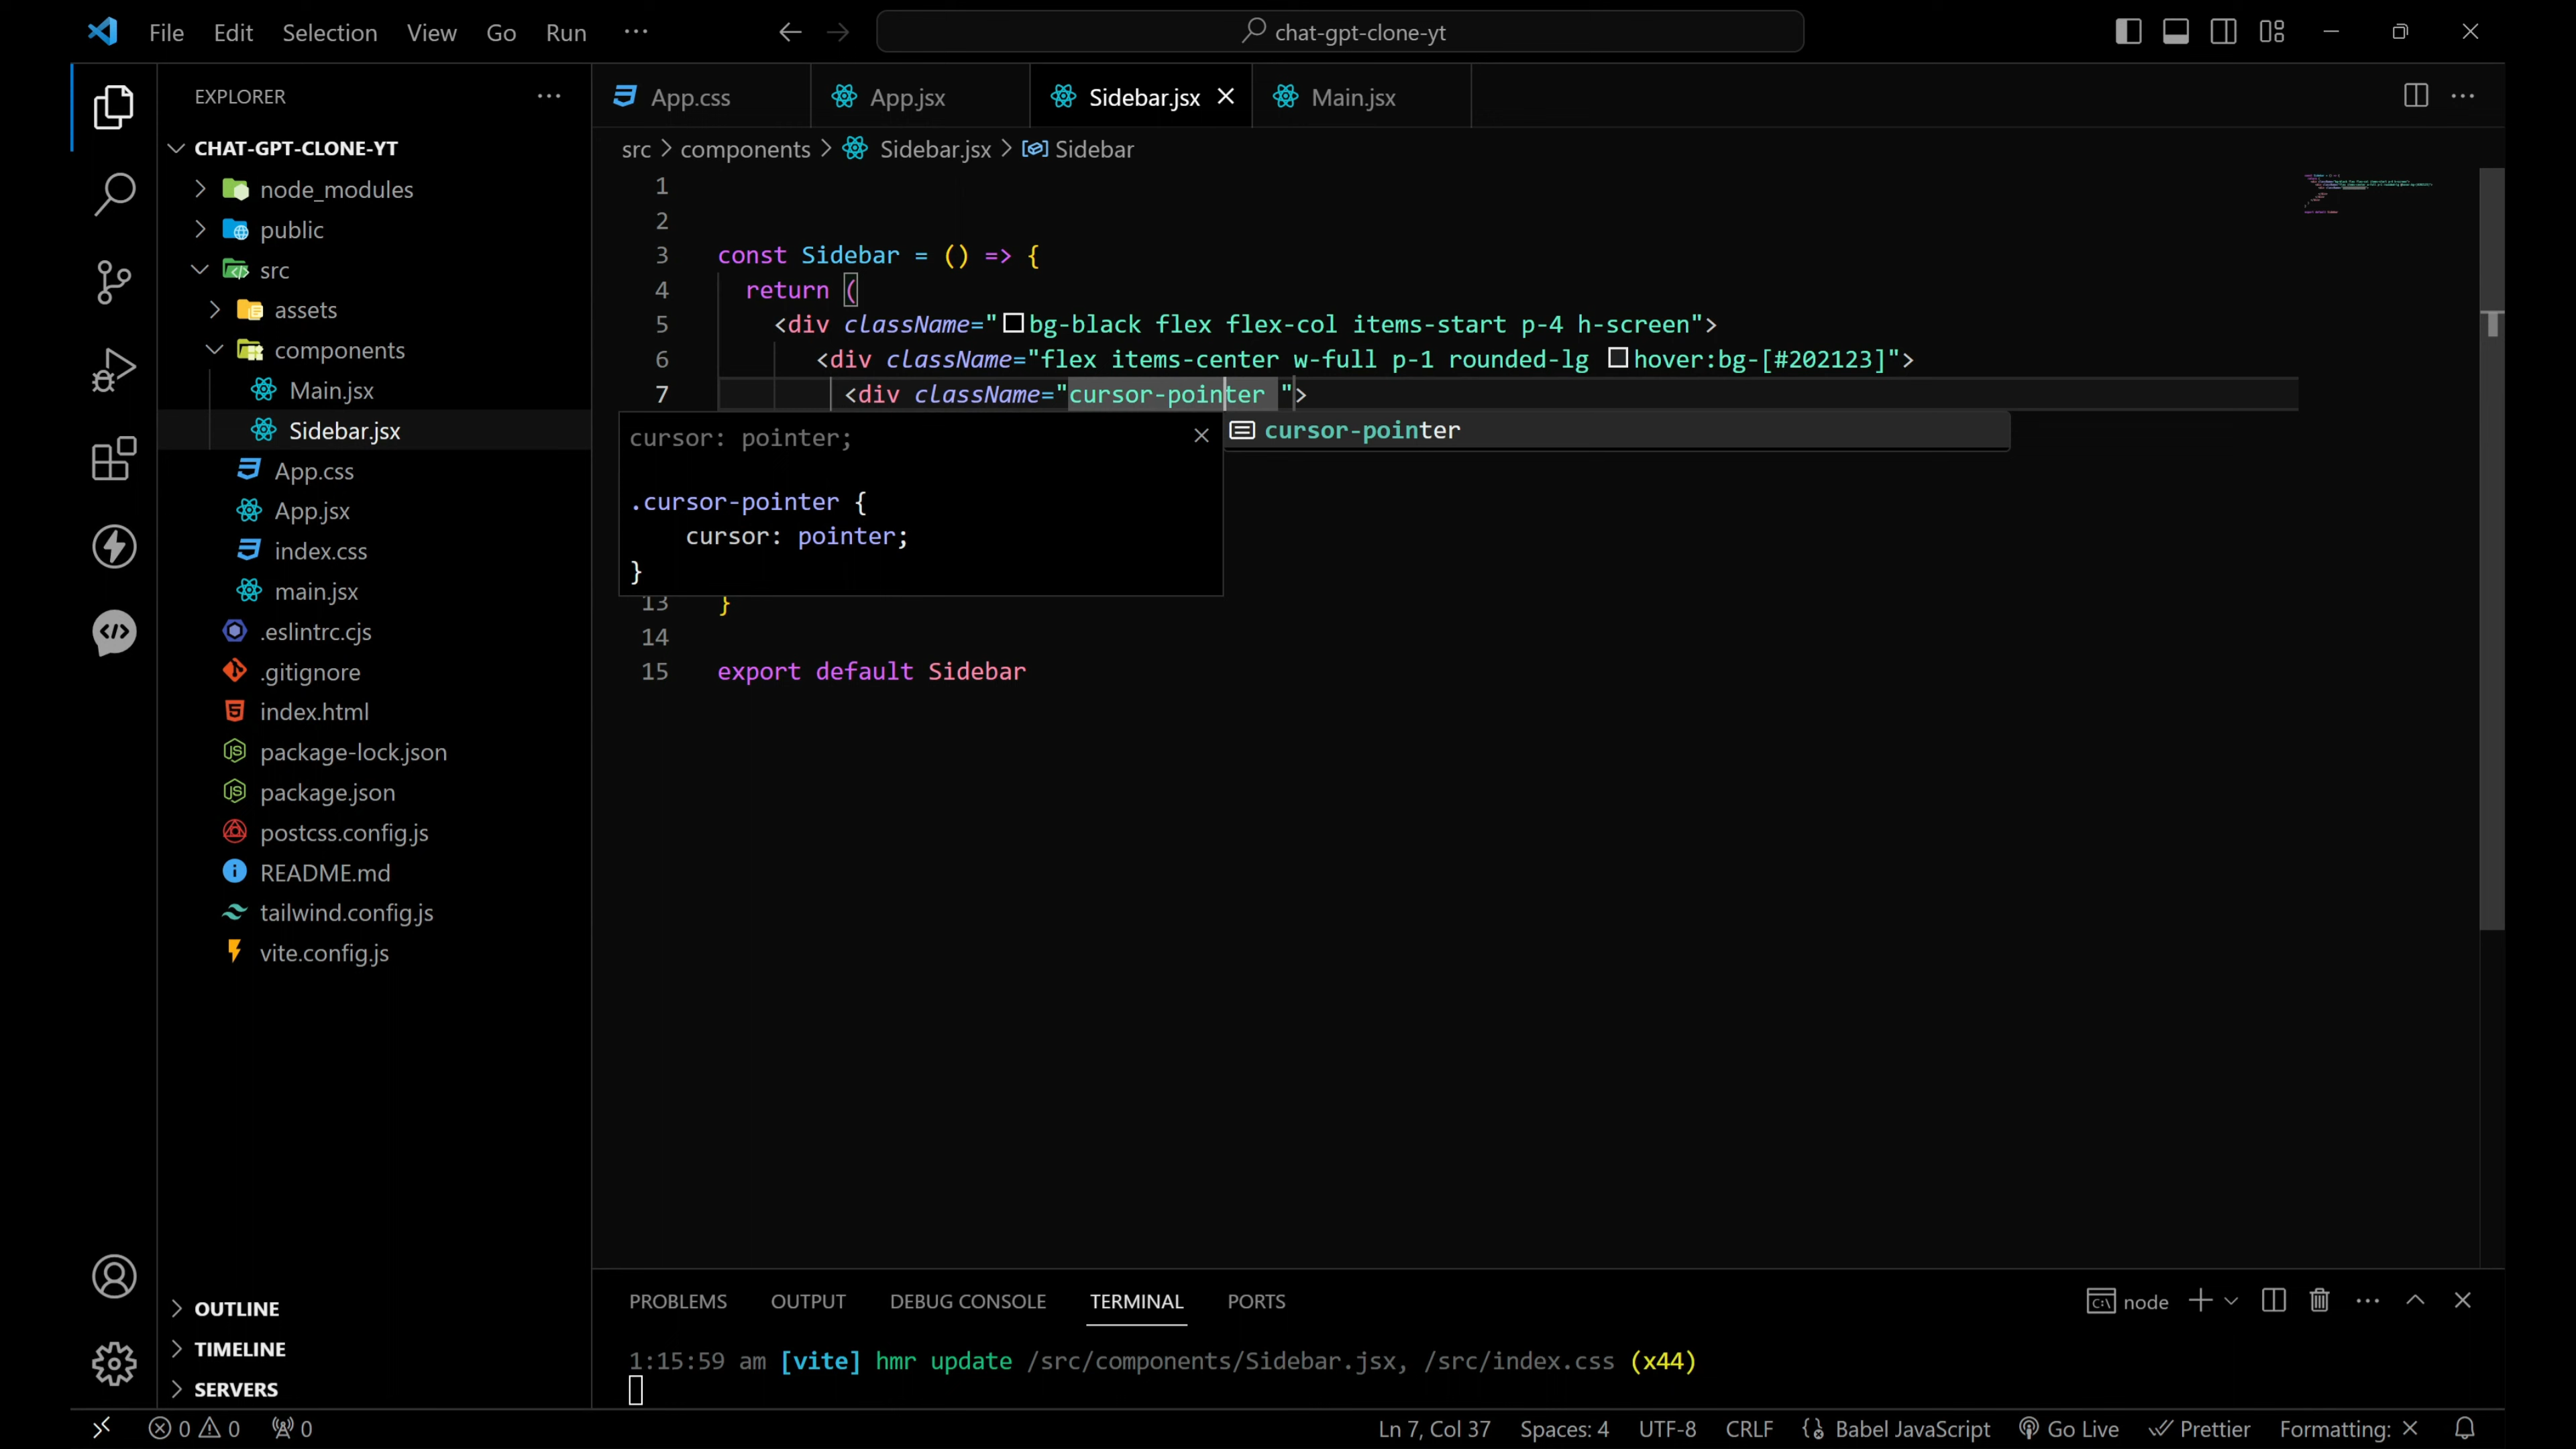 File Edit Selection View Go Run ··· chat-gpt-clone-yt
EXPLORER
CHAT-GPT-CLONE-YT
node_modules
public
src
assets
components
Main.jsx
Sidebar.jsx
App.css
App.jsx
index.css
main.jsx
.eslintrc.cjs
.gitignore
index.html
package-lock.json
package.json
postcss.config.js
README.md
tailwind.config.js
vite.config.js
OUTLINE
TIMELINE
SERVERS
App.css App.jsx Sidebar.jsx Main.jsx
src > components > Sidebar.jsx > Sidebar
1
2
3 const Sidebar = () => {
4 return (
5 <div className="bg-black flex flex-col items-start p-4 h-screen">
6 <div className="flex items-center w-full p-1 rounded-lg hover:bg-[#202123]">
7 <div className="cursor-pointer ">
cursor-pointer
cursor: pointer;
.cursor-pointer {
cursor: pointer;
}
13 }
14
15 export default Sidebar
PROBLEMS OUTPUT DEBUG CONSOLE TERMINAL PORTS node
1:15:59 am [vite] hmr update /src/components/Sidebar.jsx, /src/index.css (x44)
0 0 0 Ln 7, Col 37 Spaces: 4 UTF-8 CRLF Babel JavaScript Go Live Prettier Formatting: ×